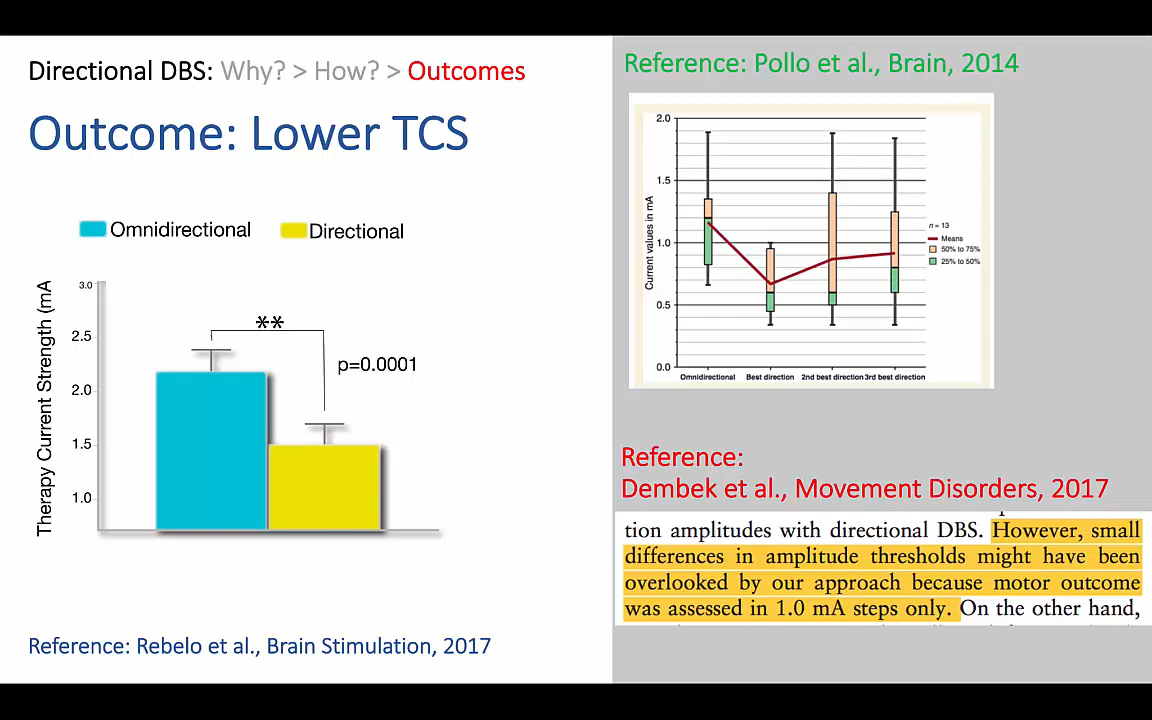 Directional DBS: Why? > How? > Outcomes
Outcome: Lower TCS
Omnidirectional
Directional
Therapy Current Strength (mA
3.0
2.5
2.0
1.5
1.0
**
p=0.0001
Reference: Rebelo et al., Brain Stimulation, 2017
Reference: Pollo et al., Brain, 2014
Current values in mA
2.0
1.5
1.0
0.5
0.0
Omnidirectional
Best direction
2nd best direction
3rd best direction
n = 13
Means
50% to 75%
25% to 50%
Reference:
Dembek et al., Movement Disorders, 2017
tion amplitudes with directional DBS. However, small
differences in amplitude thresholds might have been
overlooked by our approach because motor outcome
was assessed in 1.0 mA steps only. On the other hand,